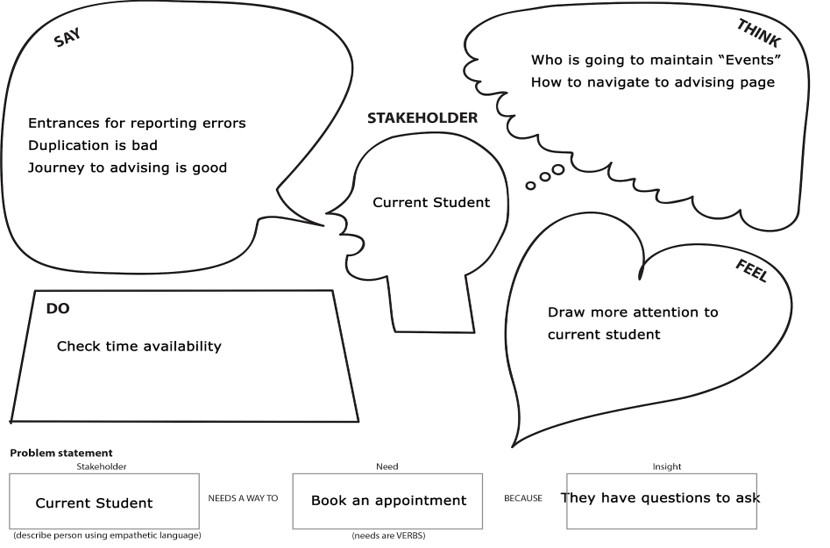 SAY
Entrances for reporting errors
Duplication is bad
Journey to advising is good
THINK
Who is going to maintain “Events”
How to navigate to advising page
STAKEHOLDER
Current Student
FEEL
Draw more attention to
current student
DO
Check time availability
Problem statement
Stakeholder
Current Student
(describe person using empathetic language)
NEEDS A WAY TO
Need
Book an appointment
(needs are VERBS)
BECAUSE
Insight
They have questions to ask